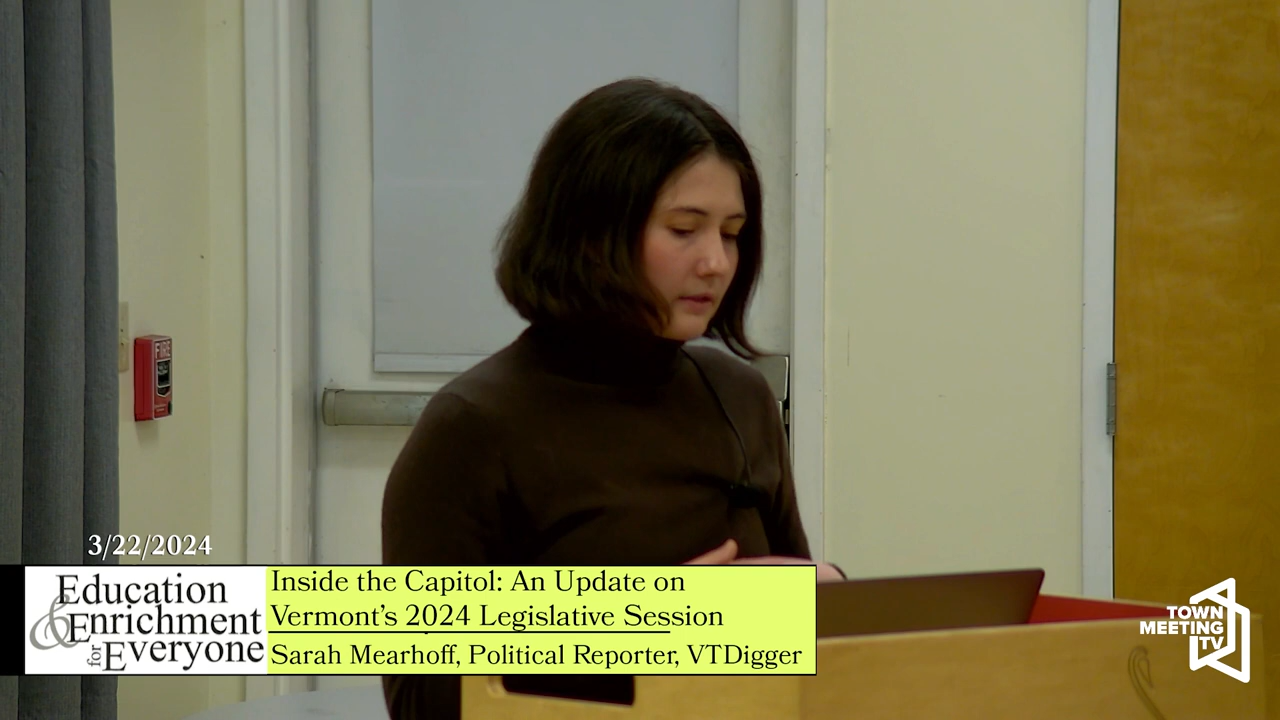 FIRE
3/22/2024
Education
& Enrichment
for Everyone
Inside the Capitol: An Update on
Vermont's 2024 Legislative Session
Sarah Mearhoff, Political Reporter, VTDigger
TOWN
MEETING
TV